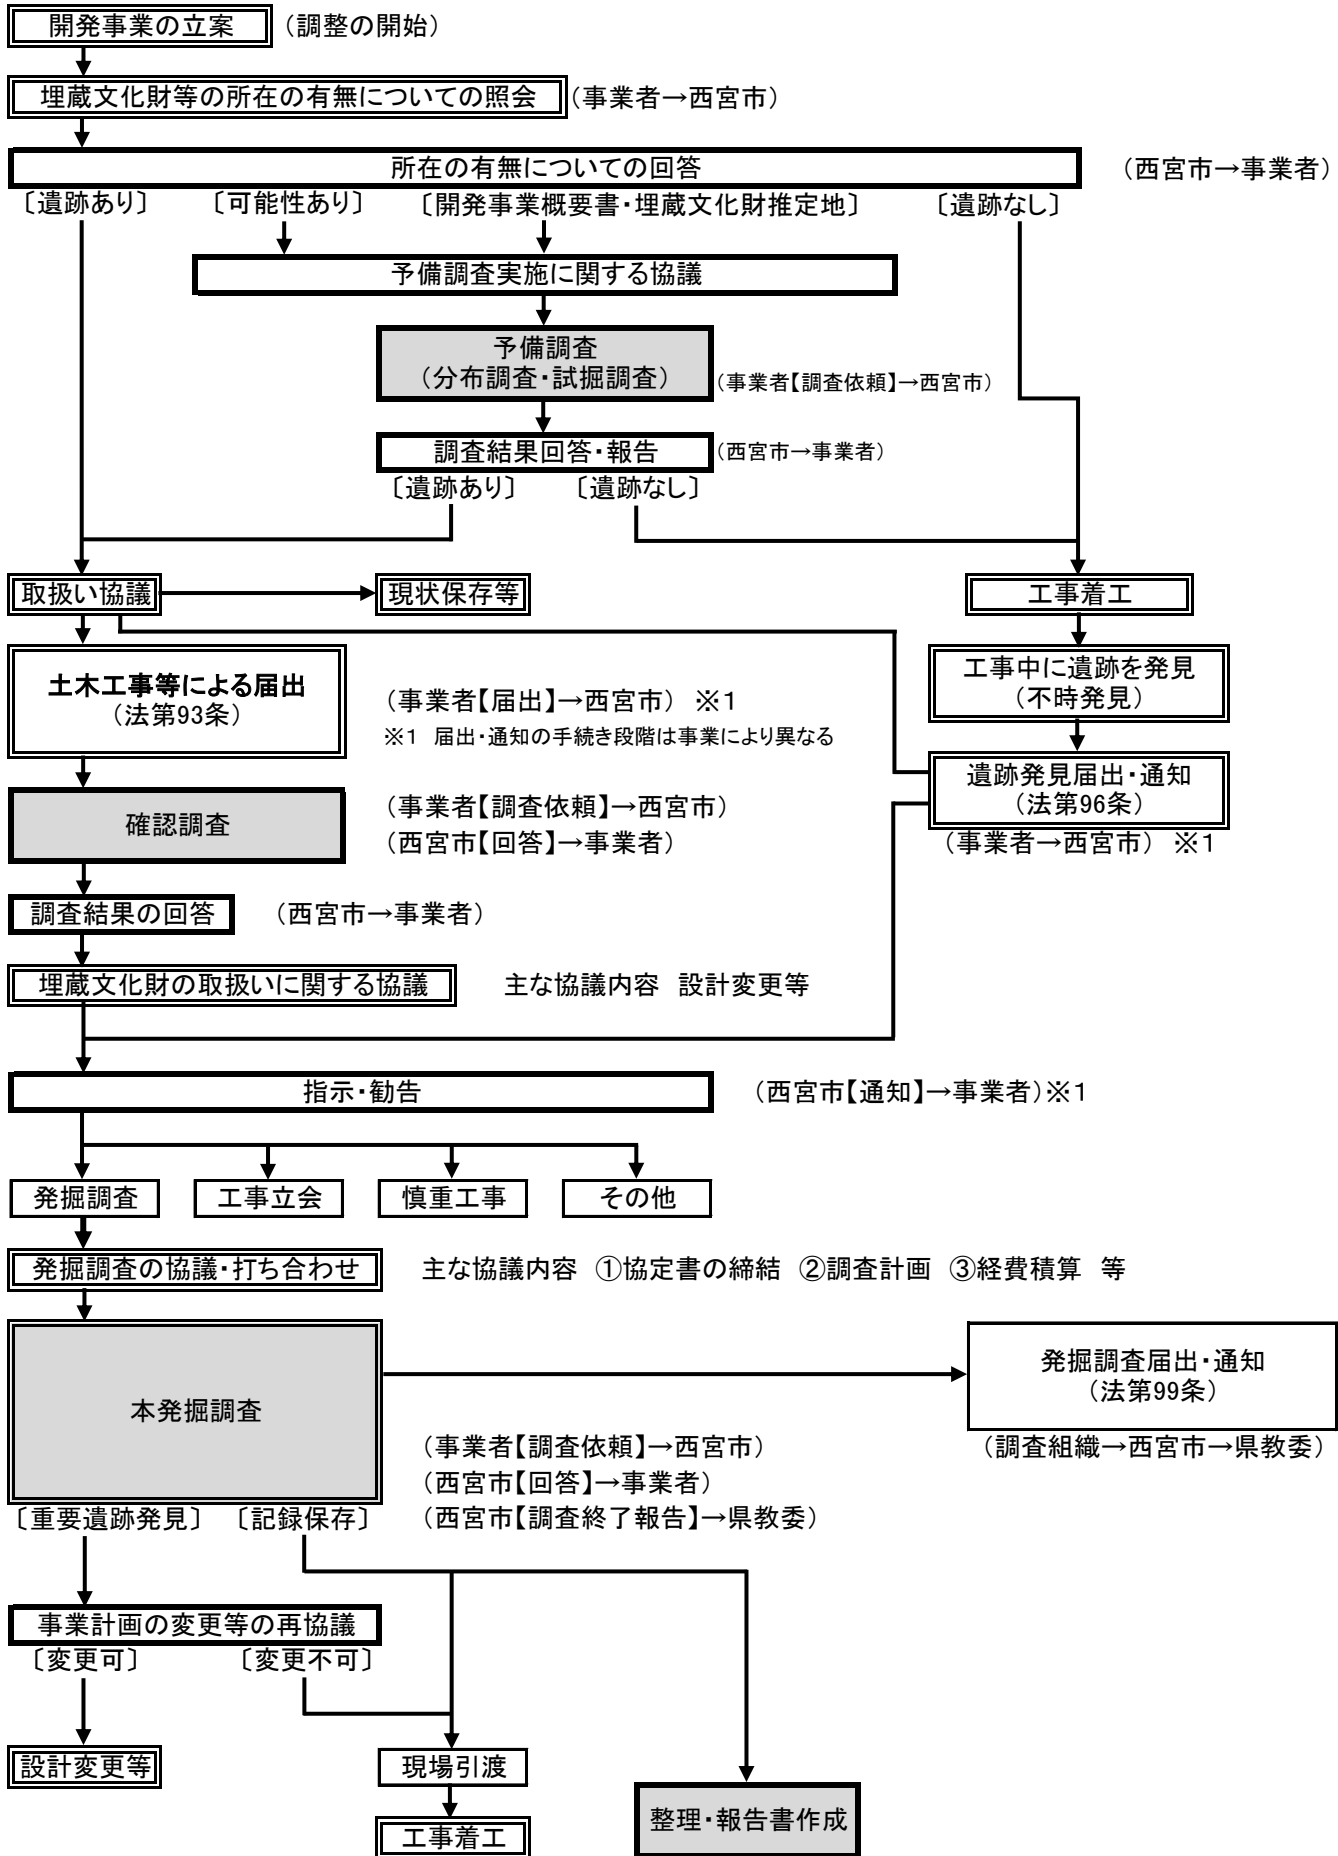 開発事業の立案 （調整の開始）
埋蔵文化財等の所在の有無についての照会 （事業者→西宮市）
所在の有無についての回答 （西宮市→事業者）
〔遺跡あり〕 〔可能性あり〕 〔開発事業概要書・埋蔵文化財推定地〕 〔遺跡なし〕
予備調査実施に関する協議
予備調査
（分布調査・試掘調査） （事業者【調査依頼】→西宮市）
調査結果回答・報告 （西宮市→事業者）
〔遺跡あり〕 〔遺跡なし〕
取扱い協議 現状保存等 工事着工
土木工事等による届出
（法第93条）
（事業者【届出】→西宮市） ※1
※1 届出・通知の手続き段階は事業により異なる
工事中に遺跡を発見
（不時発見）
遺跡発見届出・通知
（法第96条）
（事業者→西宮市） ※1
確認調査
（事業者【調査依頼】→西宮市）
（西宮市【回答】→事業者）
調査結果の回答 （西宮市→事業者）
埋蔵文化財の取扱いに関する協議 主な協議内容 設計変更等
指示・勧告 （西宮市【通知】→事業者）※1
発掘調査 工事立会 慎重工事 その他
発掘調査の協議・打ち合わせ 主な協議内容 ①協定書の締結 ②調査計画 ③経費積算 等
本発掘調査
発掘調査届出・通知
（法第99条）
（調査組織→西宮市→県教委）
（事業者【調査依頼】→西宮市）
（西宮市【回答】→事業者）
（西宮市【調査終了報告】→県教委）
〔重要遺跡発見〕 〔記録保存〕
事業計画の変更等の再協議
〔変更可〕 〔変更不可〕
設計変更等 現場引渡
整理・報告書作成
工事着工